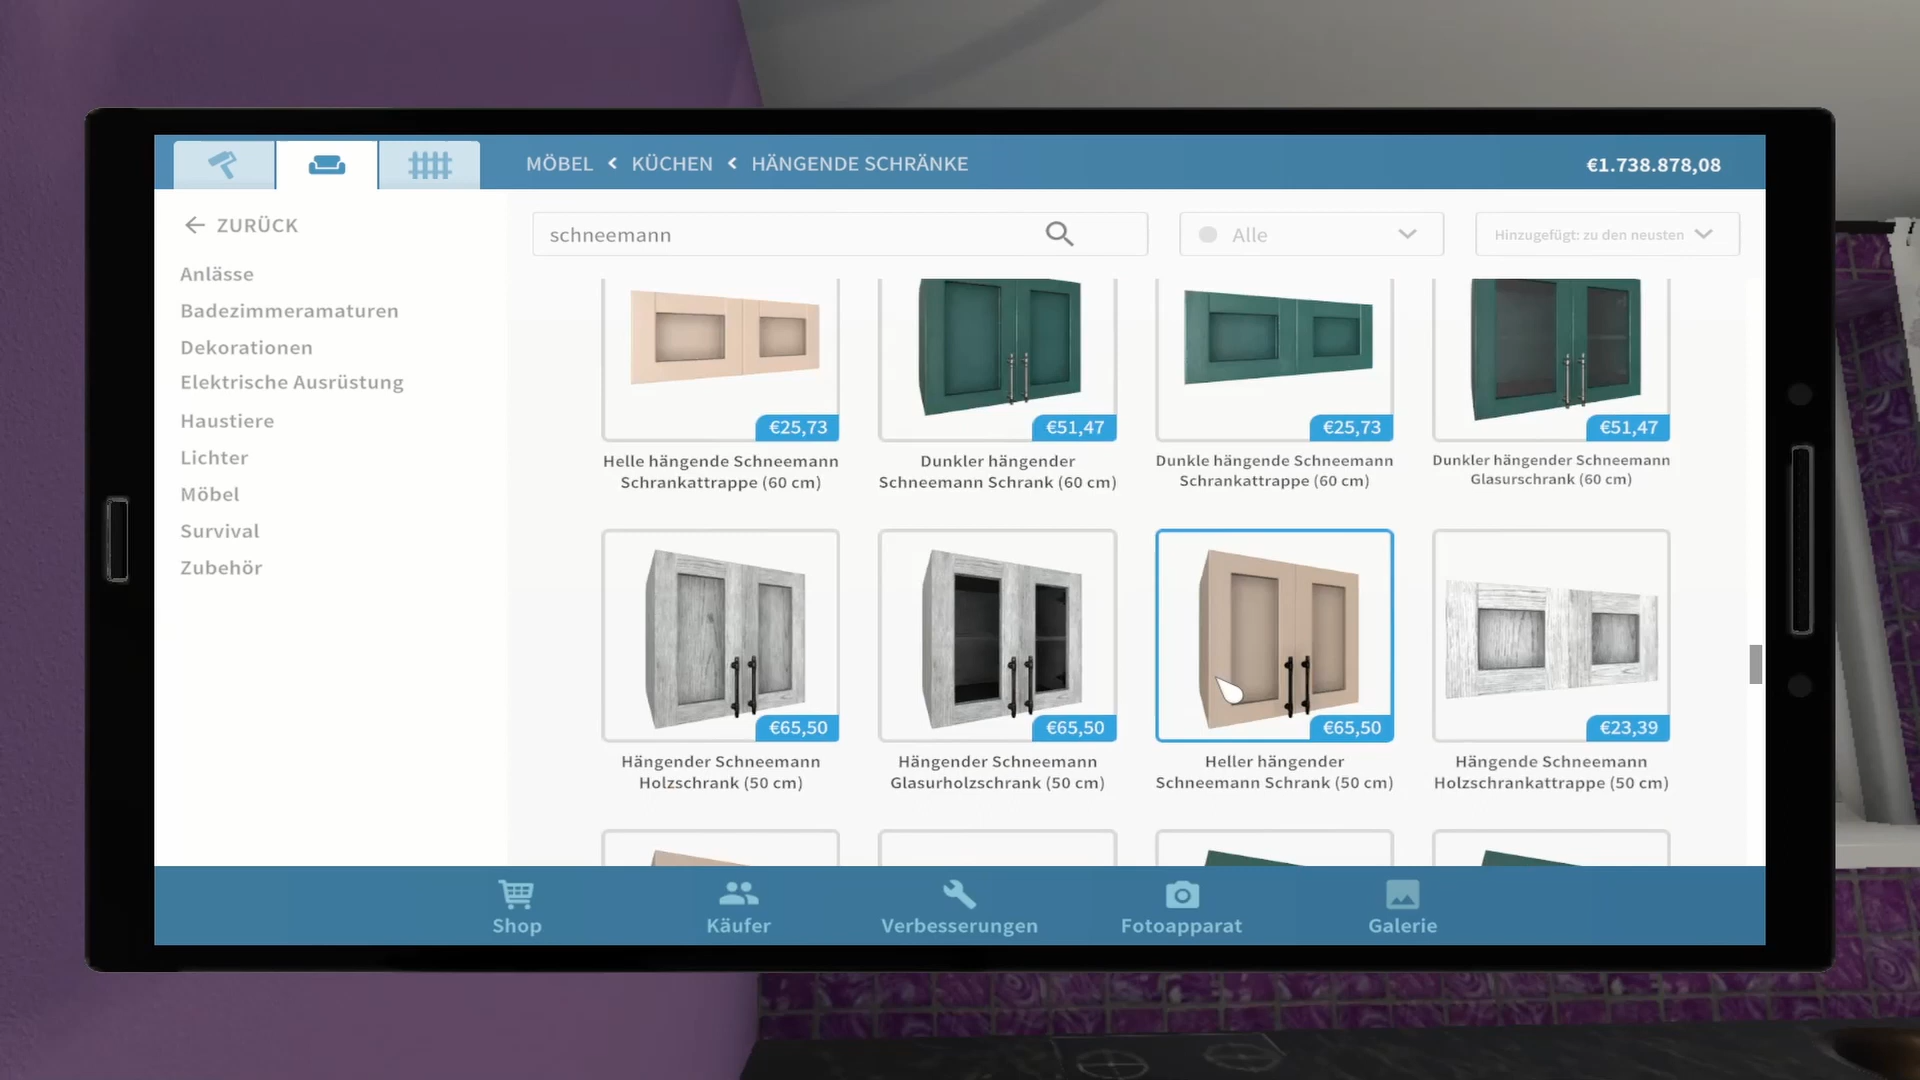 MÖBEL < KÜCHEN < HÄNGENDE SCHRÄNKE
€1.738.878,08
ZURÜCK
schneemann
Alle
Hinzugefügt: zu den neusten
Anlässe
Badezimmeramaturen
Dekorationen
Elektrische Ausrüstung
Haustiere
Lichter
Möbel
Survival
Zubehör
€25,73
€51,47
€25,73
€51,47
Helle hängende Schneemann
Schrankattrappe (60 cm)
Dunkler hängender
Schneemann Schrank (60 cm)
Dunkle hängende Schneemann
Schrankattrappe (60 cm)
Dunkler hängender Schneemann
Glasurschrank (60 cm)
€65,50
€65,50
€65,50
€23,39
Hängender Schneemann
Holzschrank (50 cm)
Hängender Schneemann
Glasurholzschrank (50 cm)
Heller hängender
Schneemann Schrank (50 cm)
Hängende Schneemann
Holzschrankattrappe (50 cm)
Shop
Käufer
Verbesserungen
Fotoapparat
Galerie